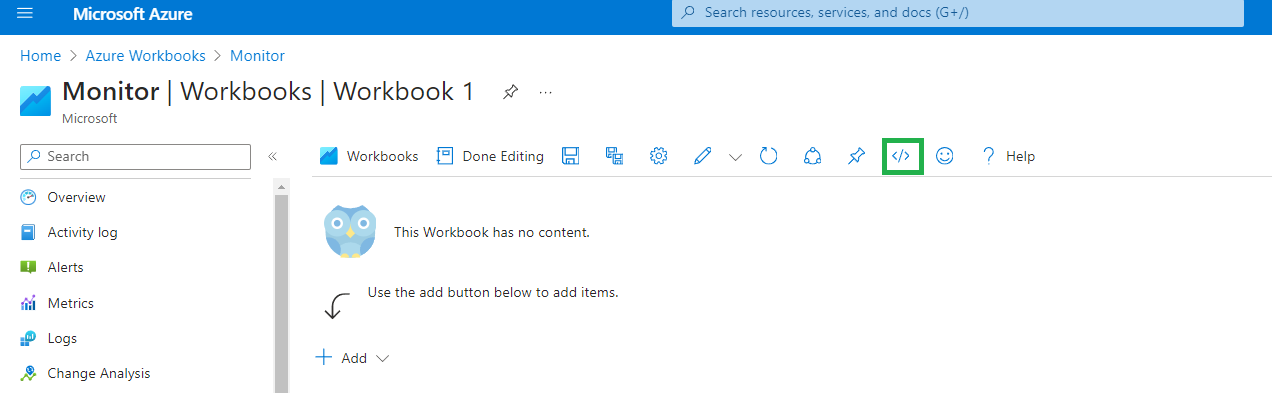 Microsoft Azure
Search resources, services, and docs (G+/)
Home > Azure Workbooks > Monitor
Monitor | Workbooks | Workbook 1 ...
Microsoft
Search «
Workbooks Done Editing </> ? Help
Overview
Activity log
Alerts
Metrics
Logs
Change Analysis
This Workbook has no content.
Use the add button below to add items.
+ Add